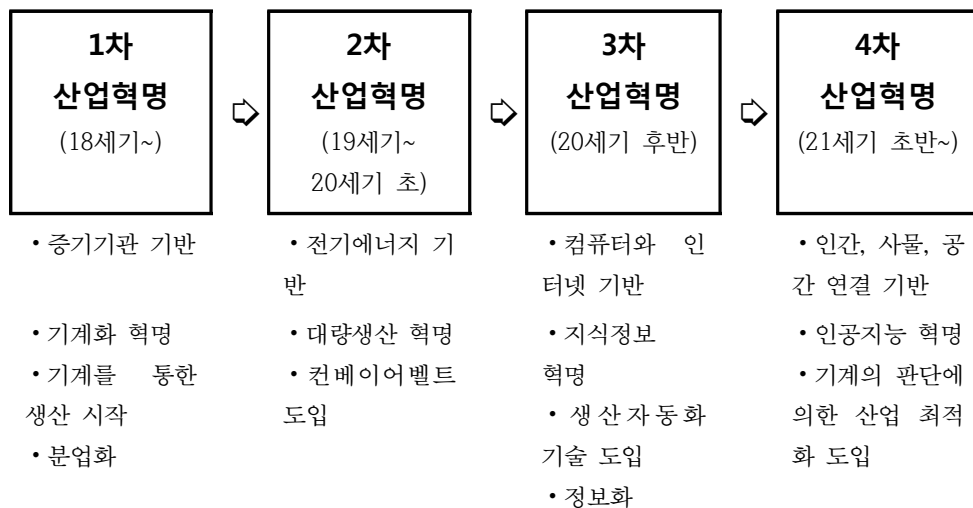 1차
산업혁명
(18세기~)
2차
산업혁명
(19세기~
20세기 초)
3차
산업혁명
(20세기 후반)
4차
산업혁명
(21세기 초반~)
・증기기관 기반
・기계화 혁명
・기계를 통한
생산 시작
・분업화
・전기에너지 기
반
・대량생산 혁명
・컨베이어벨트
도입
・컴퓨터와 인
터넷 기반
・지식정보
혁명
・생산자동화
기술 도입
・정보화
・인간, 사물, 공
간 연결 기반
・인공지능 혁명
・기계의 판단에
의한 산업 최적
화 도입